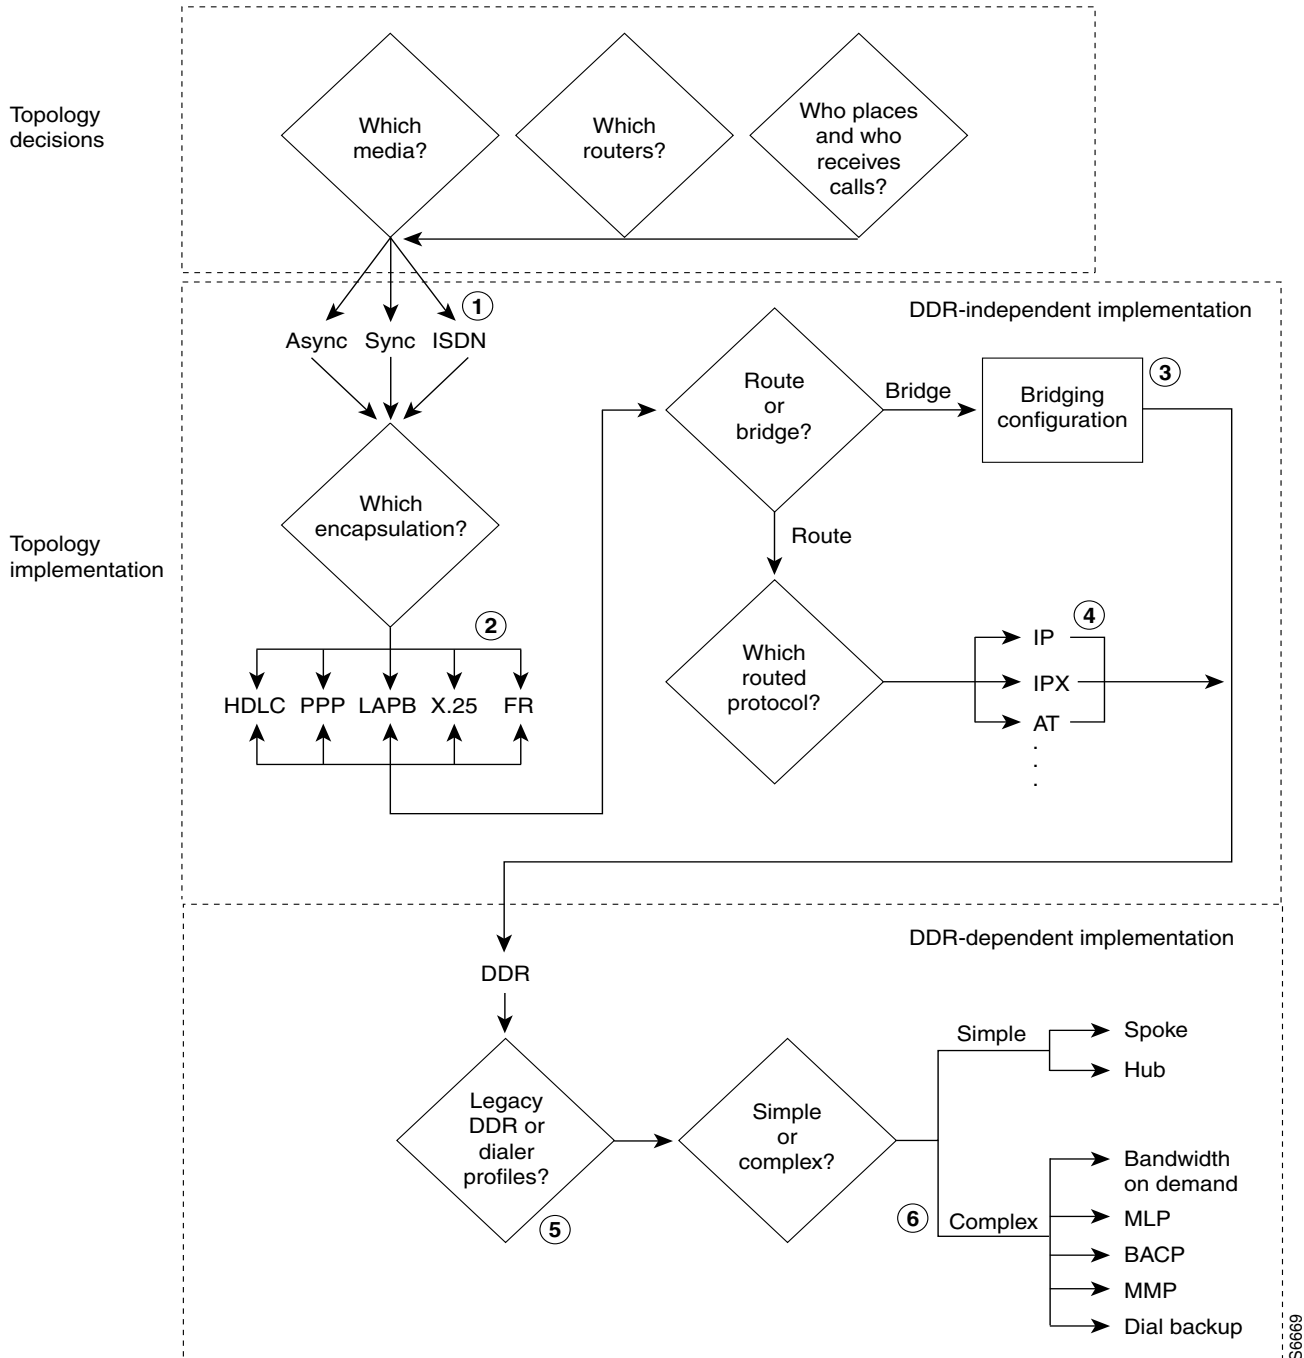 Topology
decisions
Which
media?
Which
routers?
Who places
and who
receives
calls?
Topology
implementation
DDR-independent implementation
1
Async Sync ISDN
Which
encapsulation?
2
HDLC PPP LAPB X.25 FR
Route
or
bridge?
Bridge
Bridging
configuration
3
Route
Which
routed
protocol?
4
IP
IPX
AT
.
.
.
DDR-dependent implementation
DDR
Legacy
DDR or
dialer
profiles?
5
Simple
or
complex?
6
Simple
Spoke
Hub
Complex
Bandwidth
on demand
MLP
BACP
MMP
Dial backup
S6669